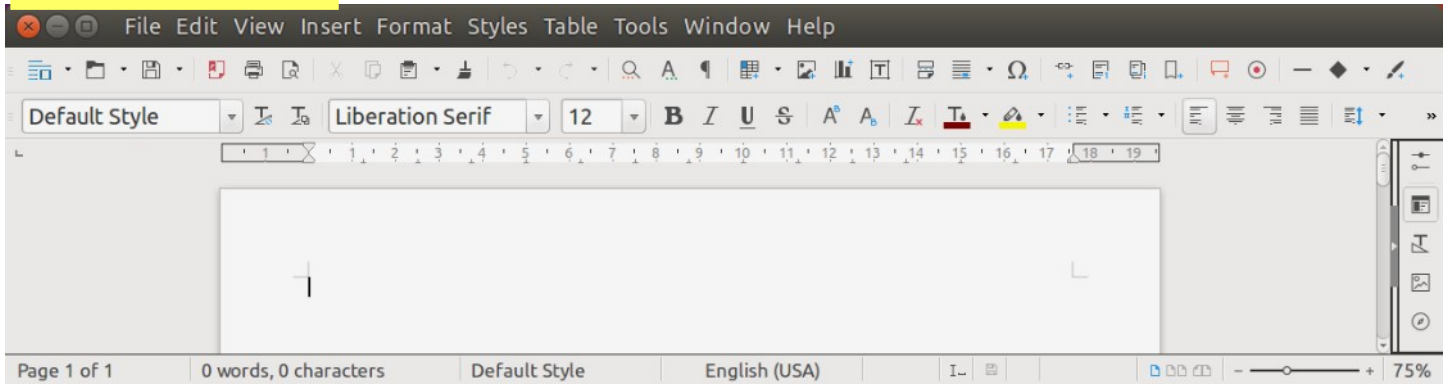 File Edit View Insert Format Styles Table Tools Window Help
Default Style Liberation Serif 12 B I U S
1 1 2 3 4 5 6 7 8 9 10 11 12 13 14 15 16 17 18 19
Page 1 of 1 0 words, 0 characters Default Style English (USA) 75%